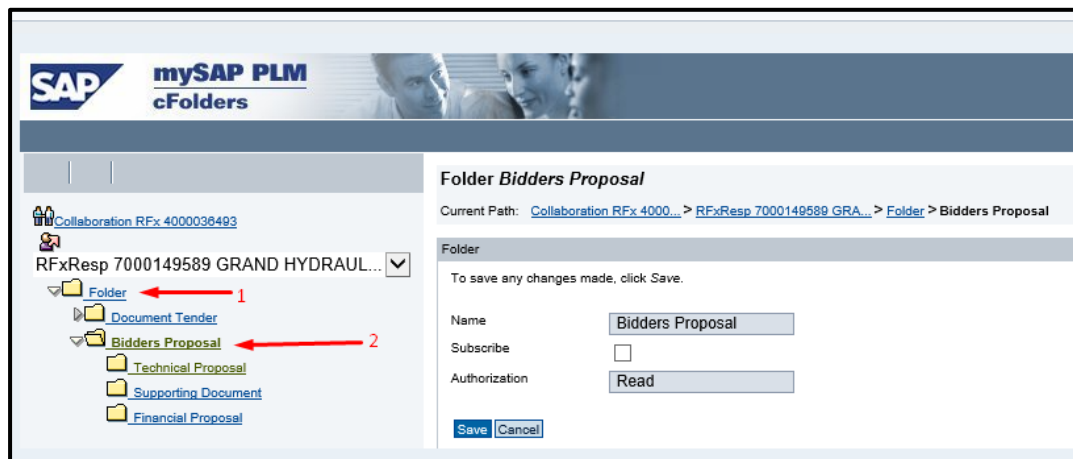 SAP
mySAP PLM
cFolders
Collaboration RFx 4000036493
RFxResp 7000149589 GRAND HYDRAUL...
Folder
1
Document Tender
Bidders Proposal
2
Technical Proposal
Supporting Document
Financial Proposal
Folder Bidders Proposal
Current Path: Collaboration RFx 4000... > RFxResp 7000149589 GRA... > Folder > Bidders Proposal
Folder
To save any changes made, click Save.
Name Bidders Proposal
Subscribe
Authorization Read
Save Cancel